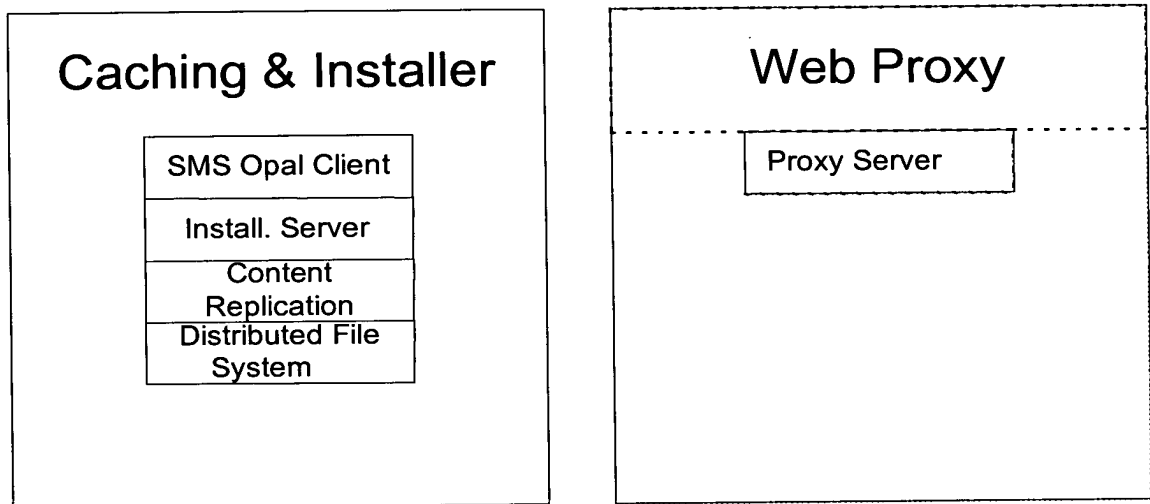 Caching & Installer
SMS Opal Client
Install. Server
Content
Replication
Distributed File
System
Web Proxy
Proxy Server